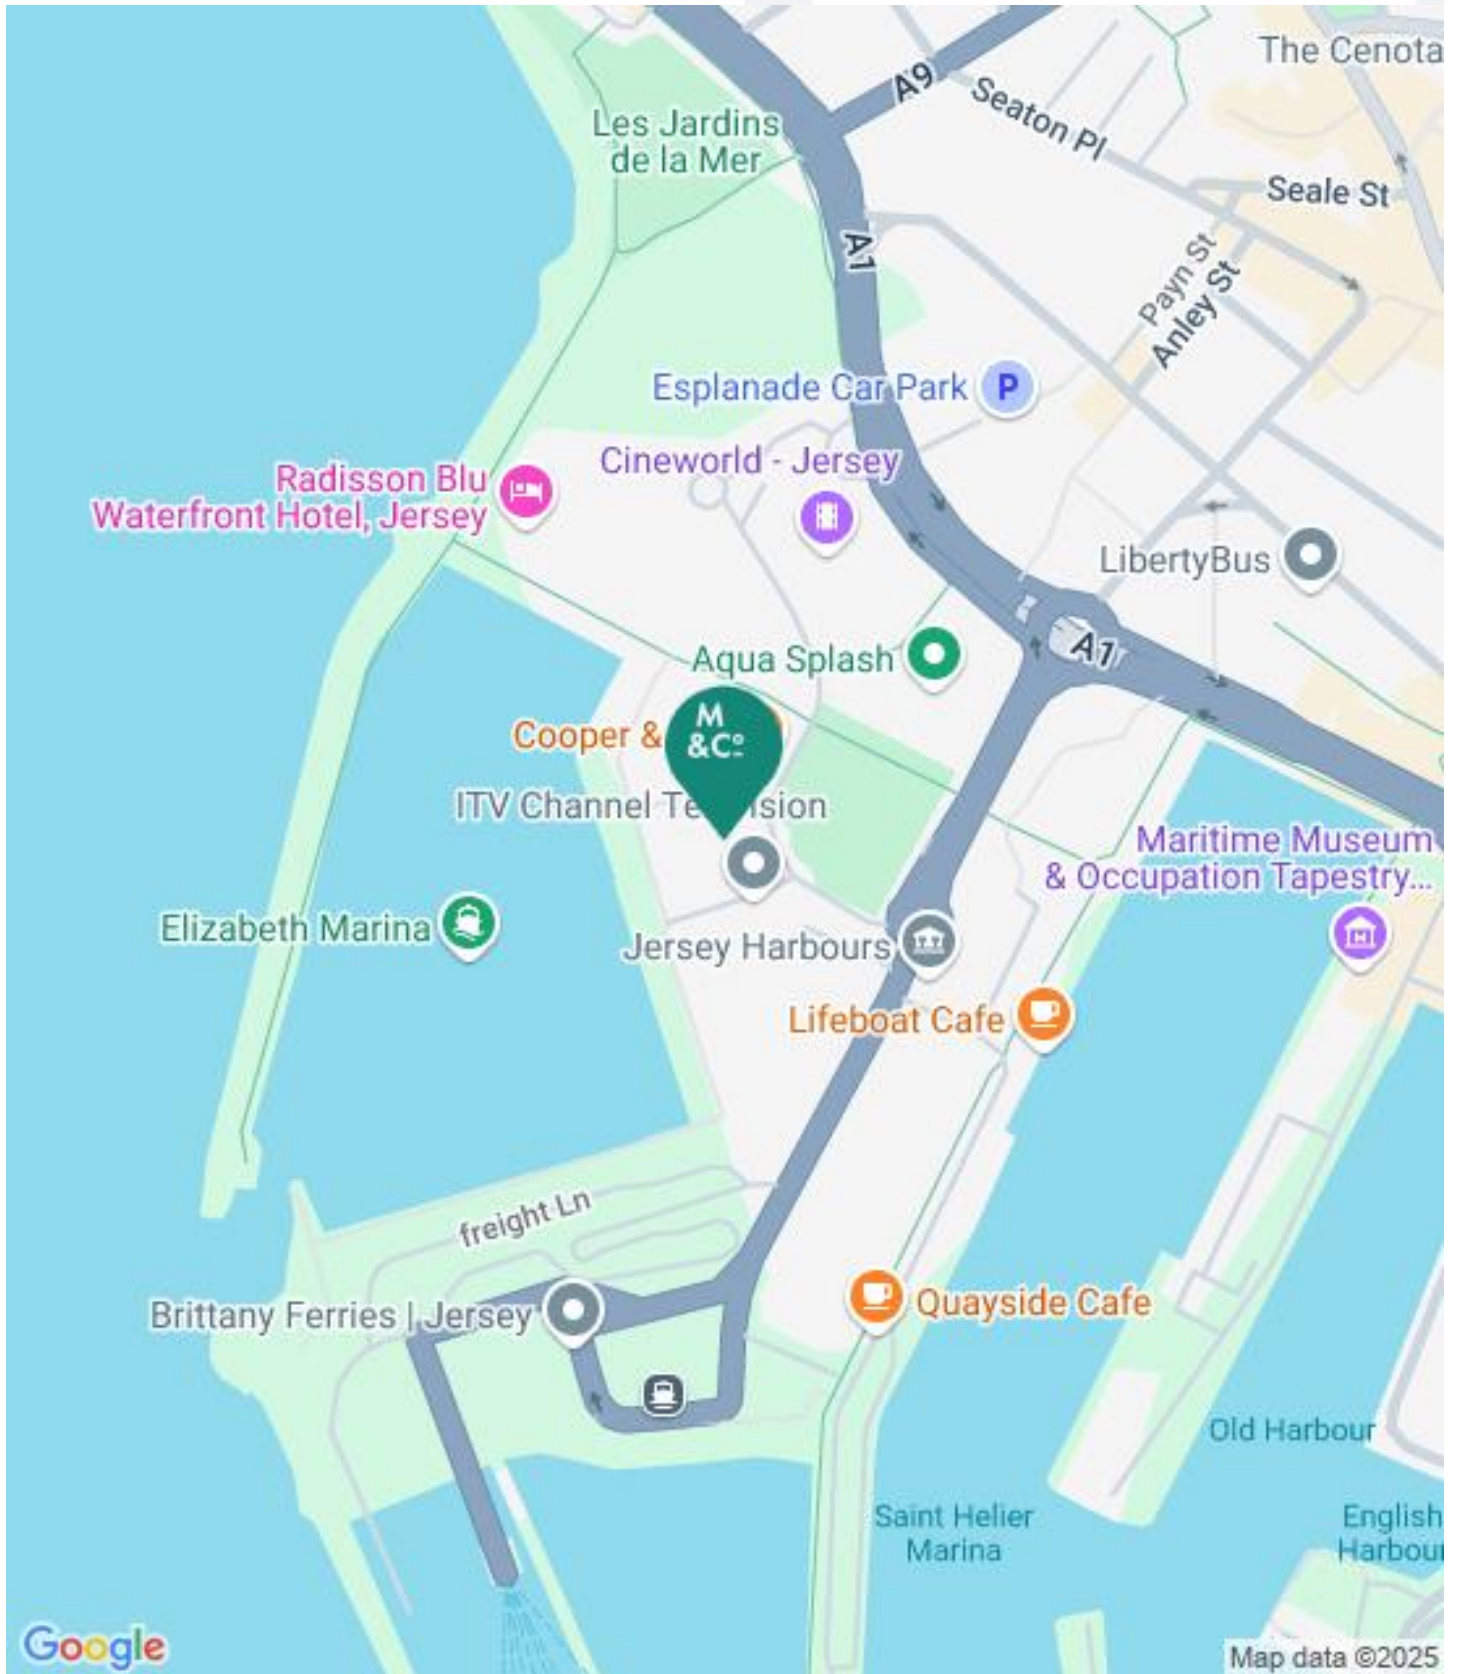 The Cenota
A9
Seaton Pl
Les Jardins
de la Mer
Seale St
A1
Payn St
Anley St
Esplanade Car Park
P
Cineworld - Jersey
Radisson Blu
Waterfront Hotel, Jersey
LibertyBus
A1
Aqua Splash
M
&Cº
Cooper &
ITV Channel Te sion
Maritime Museum
& Occupation Tapestry...
Elizabeth Marina
Jersey Harbours
Lifeboat Cafe
freight Ln
Brittany Ferries | Jersey
Quayside Cafe
Old Harbour
Saint Helier
Marina
English
Harbour
Google
Map data ©2025